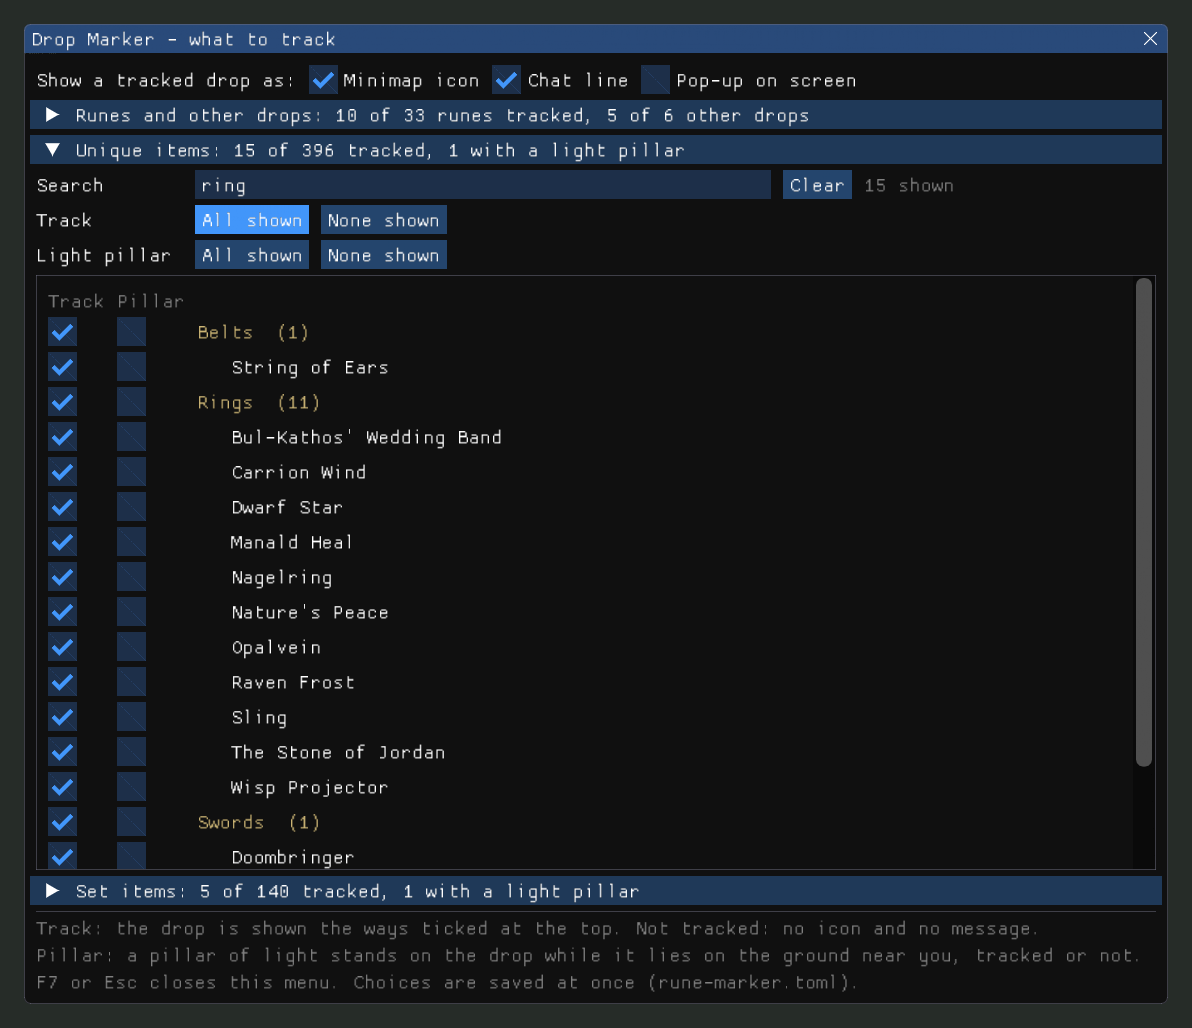 Drop Marker - what to track
Show a tracked drop as: Minimap icon Chat line Pop-up on screen
Runes and other drops: 10 of 33 runes tracked, 5 of 6 other drops
Unique items: 15 of 396 tracked, 1 with a light pillar
Search ring Clear 15 shown
Track All shown None shown
Light pillar All shown None shown
Track Pillar
Belts (1)
String of Ears
Rings (11)
Bul-Kathos' Wedding Band
Carrion Wind
Dwarf Star
Manald Heal
Nagelring
Nature's Peace
Opalvein
Raven Frost
Sling
The Stone of Jordan
Wisp Projector
Swords (1)
Doombringer
Set items: 5 of 140 tracked, 1 with a light pillar
Track: the drop is shown the ways ticked at the top. Not tracked: no icon and no message.
Pillar: a pillar of light stands on the drop while it lies on the ground near you, tracked or not.
F7 or Esc closes this menu. Choices are saved at once (rune-marker.toml).